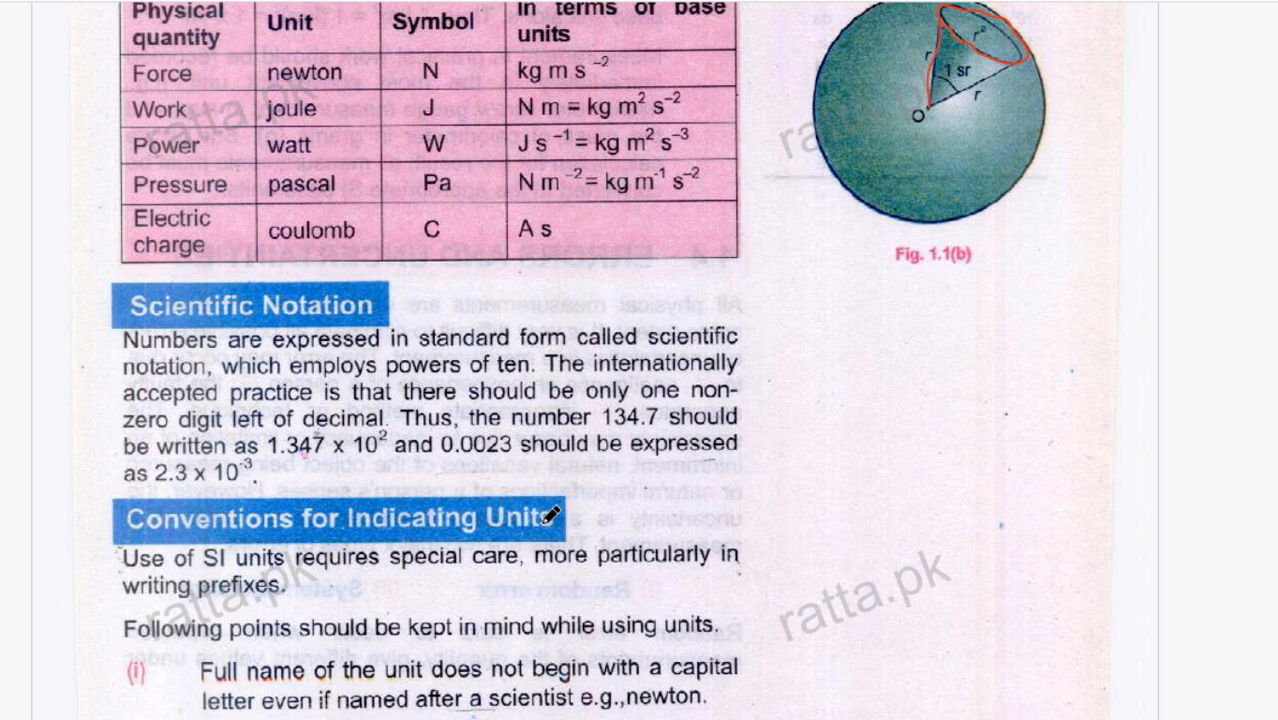 Physical quantity | Unit | Symbol | In terms of base units
Force | newton | N | kg m s⁻²
Work | joule | J | N m = kg m² s⁻²
Power | watt | W | J s⁻¹ = kg m² s⁻³
Pressure | pascal | Pa | N m⁻² = kg m⁻¹ s⁻²
Electric charge | coulomb | C | A s
Scientific Notation
Numbers are expressed in standard form called scientific
notation, which employs powers of ten. The internationally
accepted practice is that there should be only one non-
zero digit left of decimal. Thus, the number 134.7 should
be written as 1.347 x 10² and 0.0023 should be expressed
as 2.3 x 10⁻³.
Conventions for Indicating Units
Use of SI units requires special care, more particularly in
writing prefixes.
Following points should be kept in mind while using units.
(i) Full name of the unit does not begin with a capital
letter even if named after a scientist e.g.,newton.
r²
r
1 sr
r
O
Fig. 1.1(b)
ratta.pk
ratta.pk
ratta.pk